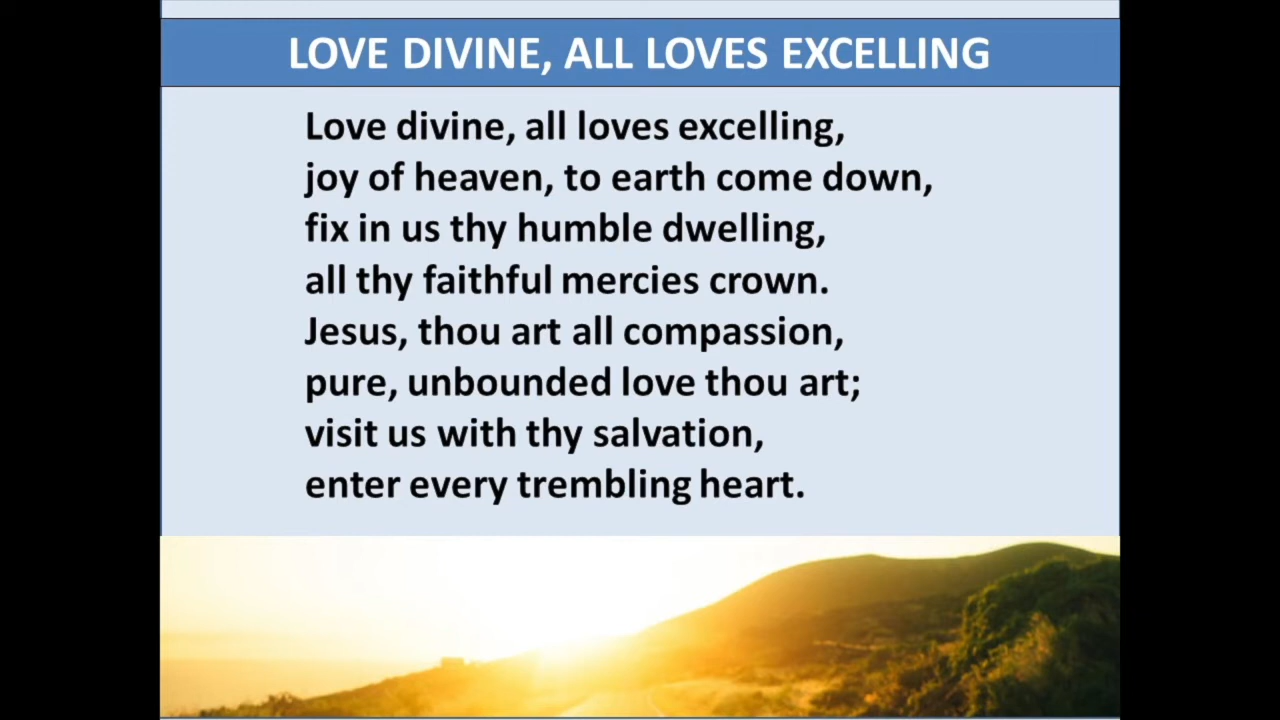 LOVE DIVINE, ALL LOVES EXCELLING
Love divine, all loves excelling,
joy of heaven, to earth come down,
fix in us thy humble dwelling,
all thy faithful mercies crown.
Jesus, thou art all compassion,
pure, unbounded love thou art;
visit us with thy salvation,
enter every trembling heart.